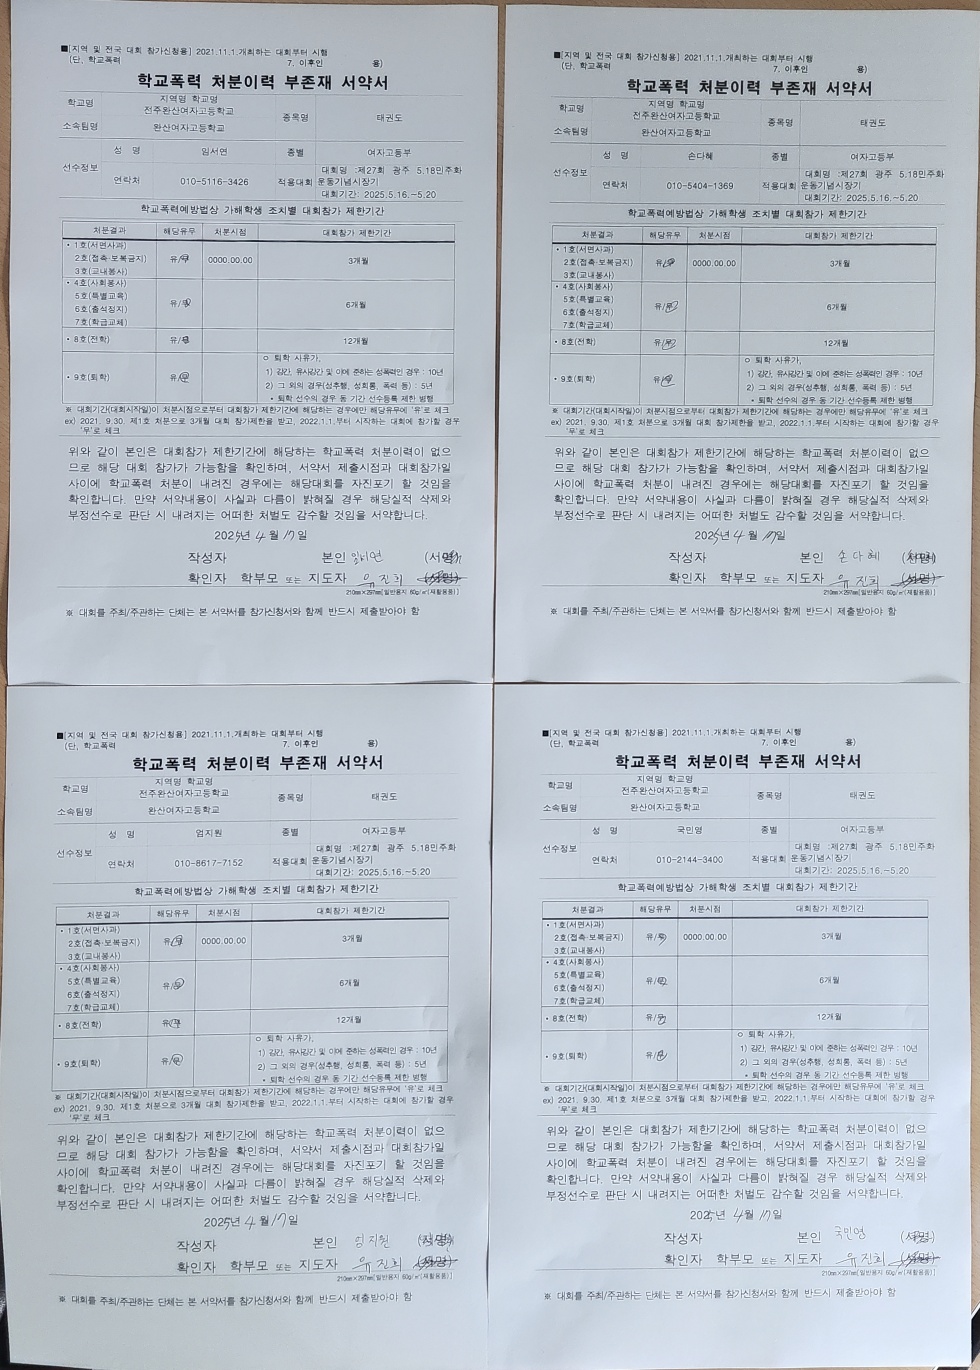 ■[지역 및 전국 대회 참가신청용] 2021.11.1.개최하는 대회부터 시행
(단, 학교폭력 7. 이후인 용)
학교폭력 처분이력 부존재 서약서
학교명 지역명 학교명 전주완산여자고등학교 종목명 태권도
소속팀명 완산여자고등학교
선수정보 성 명 임서연 종별 여자고등부
연락처 010-5116-3426 적용대회 대회명 :제27회 광주 5.18민주화
운동기념시장기
대회기간: 2025.5.16.~5.20
학교폭력예방법상 가해학생 조치별 대회참가 제한기간
처분결과 해당유무 처분시점 대회참가 제한기간
• 1호(서면사과)
2호(접촉·보복금지) 유/무 0000.00.00 3개월
3호(교내봉사)
• 4호(사회봉사)
5호(특별교육)
6호(출석정지) 유/무 6개월
7호(학급교체)
• 8호(전학) 유/무 12개월
• 9호(퇴학) 유/무 ㅇ 퇴학 사유가,
1) 강간, 유사강간 및 이에 준하는 성폭력인 경우 : 10년
2) 그 외의 경우(성추행, 성희롱, 폭력 등) : 5년
• 퇴학 선수의 경우 동 기간 선수등록 제한 병행
※ 대회기간(대회시작일)이 처분시점으로부터 대회참가 제한기간에 해당하는 경우에만 해당유무에 '유'로 체크
ex) 2021. 9.30. 제1호 처분으로 3개월 대회 참가제한을 받고, 2022.1.1.부터 시작하는 대회에 참가할 경우
'무'로 체크
위와 같이 본인은 대회참가 제한기간에 해당하는 학교폭력 처분이력이 없으
므로 해당 대회 참가가 가능함을 확인하며, 서약서 제출시점과 대회참가일
사이에 학교폭력 처분이 내려진 경우에는 해당대회를 자진포기 할 것임을
확인합니다. 만약 서약내용이 사실과 다름이 밝혀질 경우 해당실적 삭제와
부정선수로 판단 시 내려지는 어떠한 처벌도 감수할 것임을 서약합니다.
2025년 4월 17일
작성자 본인 임서연 (서명)
확인자 학부모 또는 지도자 유진희 (서명)
210㎜×297㎜[일반용지 60g/㎡(재활용품)]
※ 대회를 주최/주관하는 단체는 본 서약서를 참가신청서와 함께 반드시 제출받아야 함
■[지역 및 전국 대회 참가신청용] 2021.11.1.개최하는 대회부터 시행
(단, 학교폭력 7. 이후인 용)
학교폭력 처분이력 부존재 서약서
학교명 지역명 학교명 전주완산여자고등학교 종목명 태권도
소속팀명 완산여자고등학교
선수정보 성 명 손다혜 종별 여자고등부
연락처 010-5404-1369 적용대회 대회명 :제27회 광주 5.18민주화
운동기념시장기
대회기간: 2025.5.16.~5.20
학교폭력예방법상 가해학생 조치별 대회참가 제한기간
처분결과 해당유무 처분시점 대회참가 제한기간
• 1호(서면사과)
2호(접촉·보복금지) 유/무 0000.00.00 3개월
3호(교내봉사)
• 4호(사회봉사)
5호(특별교육)
6호(출석정지) 유/무 6개월
7호(학급교체)
• 8호(전학) 유/무 12개월
• 9호(퇴학) 유/무 ㅇ 퇴학 사유가,
1) 강간, 유사강간 및 이에 준하는 성폭력인 경우 : 10년
2) 그 외의 경우(성추행, 성희롱, 폭력 등) : 5년
• 퇴학 선수의 경우 동 기간 선수등록 제한 병행
※ 대회기간(대회시작일)이 처분시점으로부터 대회참가 제한기간에 해당하는 경우에만 해당유무에 '유'로 체크
ex) 2021. 9.30. 제1호 처분으로 3개월 대회 참가제한을 받고, 2022.1.1.부터 시작하는 대회에 참가할 경우
'무'로 체크
위와 같이 본인은 대회참가 제한기간에 해당하는 학교폭력 처분이력이 없으
므로 해당 대회 참가가 가능함을 확인하며, 서약서 제출시점과 대회참가일
사이에 학교폭력 처분이 내려진 경우에는 해당대회를 자진포기 할 것임을
확인합니다. 만약 서약내용이 사실과 다름이 밝혀질 경우 해당실적 삭제와
부정선수로 판단 시 내려지는 어떠한 처벌도 감수할 것임을 서약합니다.
2025년 4월 17일
작성자 본인 손다혜 (서명)
확인자 학부모 또는 지도자 유진희 (서명)
210㎜×297㎜[일반용지 60g/㎡(재활용품)]
※ 대회를 주최/주관하는 단체는 본 서약서를 참가신청서와 함께 반드시 제출받아야 함
■[지역 및 전국 대회 참가신청용] 2021.11.1.개최하는 대회부터 시행
(단, 학교폭력 7. 이후인 용)
학교폭력 처분이력 부존재 서약서
학교명 지역명 학교명 전주완산여자고등학교 종목명 태권도
소속팀명 완산여자고등학교
선수정보 성 명 엄지원 종별 여자고등부
연락처 010-8617-7152 적용대회 대회명 :제27회 광주 5.18민주화
운동기념시장기
대회기간: 2025.5.16.~5.20
학교폭력예방법상 가해학생 조치별 대회참가 제한기간
처분결과 해당유무 처분시점 대회참가 제한기간
• 1호(서면사과)
2호(접촉·보복금지) 유/무 0000.00.00 3개월
3호(교내봉사)
• 4호(사회봉사)
5호(특별교육)
6호(출석정지) 유/무 6개월
7호(학급교체)
• 8호(전학) 유/무 12개월
• 9호(퇴학) 유/무 ㅇ 퇴학 사유가,
1) 강간, 유사강간 및 이에 준하는 성폭력인 경우 : 10년
2) 그 외의 경우(성추행, 성희롱, 폭력 등) : 5년
• 퇴학 선수의 경우 동 기간 선수등록 제한 병행
※ 대회기간(대회시작일)이 처분시점으로부터 대회참가 제한기간에 해당하는 경우에만 해당유무에 '유'로 체크
ex) 2021. 9.30. 제1호 처분으로 3개월 대회 참가제한을 받고, 2022.1.1.부터 시작하는 대회에 참가할 경우
'무'로 체크
위와 같이 본인은 대회참가 제한기간에 해당하는 학교폭력 처분이력이 없으
므로 해당 대회 참가가 가능함을 확인하며, 서약서 제출시점과 대회참가일
사이에 학교폭력 처분이 내려진 경우에는 해당대회를 자진포기 할 것임을
확인합니다. 만약 서약내용이 사실과 다름이 밝혀질 경우 해당실적 삭제와
부정선수로 판단 시 내려지는 어떠한 처벌도 감수할 것임을 서약합니다.
2025년 4월 17일
작성자 본인 엄지원 (서명)
확인자 학부모 또는 지도자 유진희 (서명)
210㎜×297㎜[일반용지 60g/㎡(재활용품)]
※ 대회를 주최/주관하는 단체는 본 서약서를 참가신청서와 함께 반드시 제출받아야 함
■[지역 및 전국 대회 참가신청용] 2021.11.1.개최하는 대회부터 시행
(단, 학교폭력 7. 이후인 용)
학교폭력 처분이력 부존재 서약서
학교명 지역명 학교명 전주완산여자고등학교 종목명 태권도
소속팀명 완산여자고등학교
선수정보 성 명 국민영 종별 여자고등부
연락처 010-2144-3400 적용대회 대회명 :제27회 광주 5.18민주화
운동기념시장기
대회기간: 2025.5.16.~5.20
학교폭력예방법상 가해학생 조치별 대회참가 제한기간
처분결과 해당유무 처분시점 대회참가 제한기간
• 1호(서면사과)
2호(접촉·보복금지) 유/무 0000.00.00 3개월
3호(교내봉사)
• 4호(사회봉사)
5호(특별교육)
6호(출석정지) 유/무 6개월
7호(학급교체)
• 8호(전학) 유/무 12개월
• 9호(퇴학) 유/무 ㅇ 퇴학 사유가,
1) 강간, 유사강간 및 이에 준하는 성폭력인 경우 : 10년
2) 그 외의 경우(성추행, 성희롱, 폭력 등) : 5년
• 퇴학 선수의 경우 동 기간 선수등록 제한 병행
※ 대회기간(대회시작일)이 처분시점으로부터 대회참가 제한기간에 해당하는 경우에만 해당유무에 '유'로 체크
ex) 2021. 9.30. 제1호 처분으로 3개월 대회 참가제한을 받고, 2022.1.1.부터 시작하는 대회에 참가할 경우
'무'로 체크
위와 같이 본인은 대회참가 제한기간에 해당하는 학교폭력 처분이력이 없으
므로 해당 대회 참가가 가능함을 확인하며, 서약서 제출시점과 대회참가일
사이에 학교폭력 처분이 내려진 경우에는 해당대회를 자진포기 할 것임을
확인합니다. 만약 서약내용이 사실과 다름이 밝혀질 경우 해당실적 삭제와
부정선수로 판단 시 내려지는 어떠한 처벌도 감수할 것임을 서약합니다.
2025년 4월 17일
작성자 본인 국민영 (서명)
확인자 학부모 또는 지도자 유진희 (서명)
210㎜×297㎜[일반용지 60g/㎡(재활용품)]
※ 대회를 주최/주관하는 단체는 본 서약서를 참가신청서와 함께 반드시 제출받아야 함